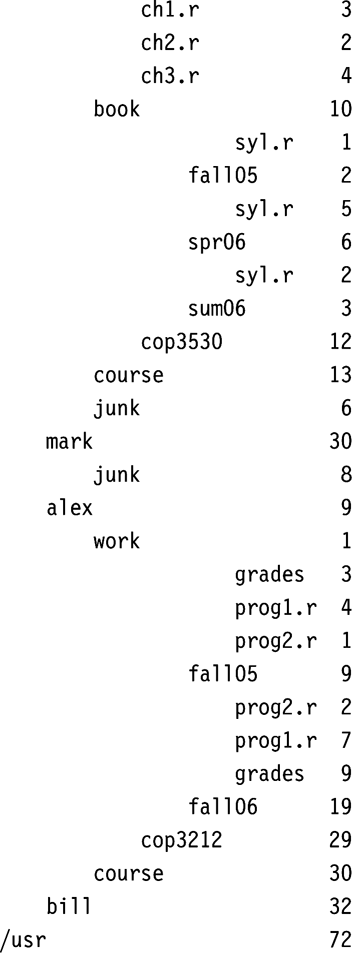 ch1.r 3
ch2.r 2
ch3.r 4
book 10
syl.r 1
fall05 2
syl.r 5
spr06 6
syl.r 2
sum06 3
cop3530 12
course 13
junk 6
mark 30
junk 8
alex 9
work 1
grades 3
prog1.r 4
prog2.r 1
fall05 9
prog2.r 2
prog1.r 7
grades 9
fall06 19
cop3212 29
course 30
bill 32
/usr 72